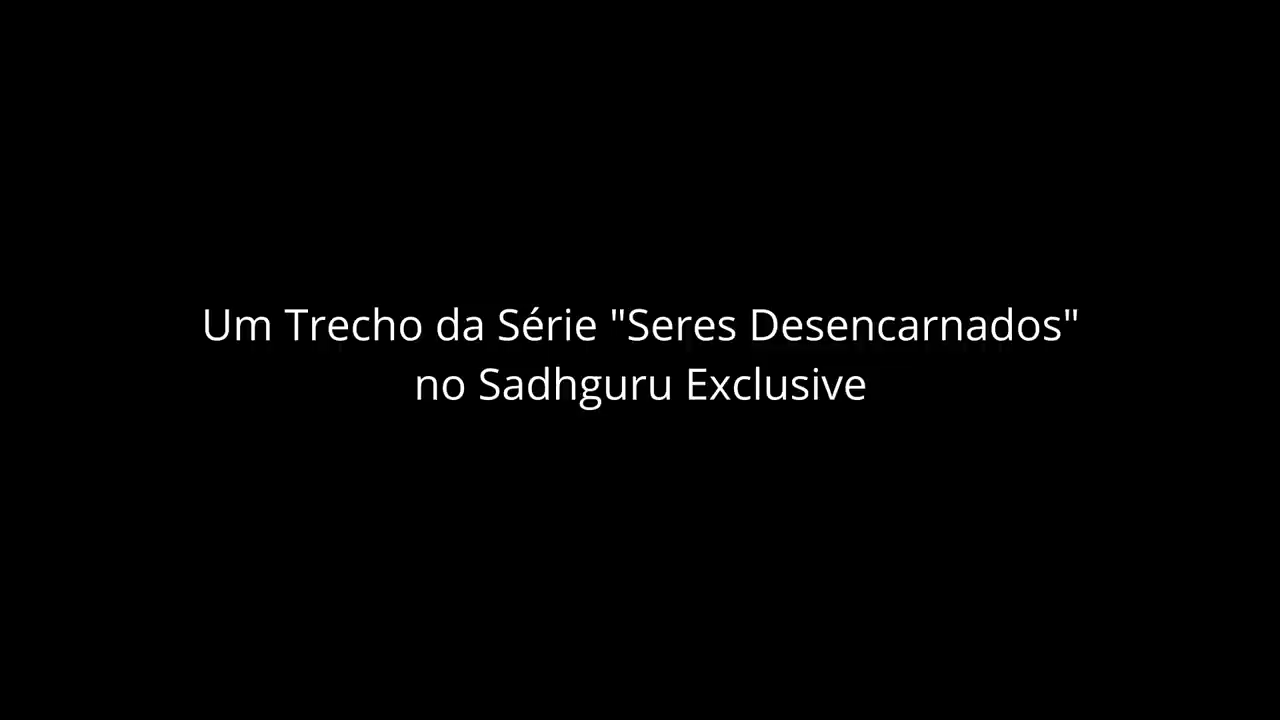 Um Trecho da Série "Seres Desencarnados"
no Sadhguru Exclusive